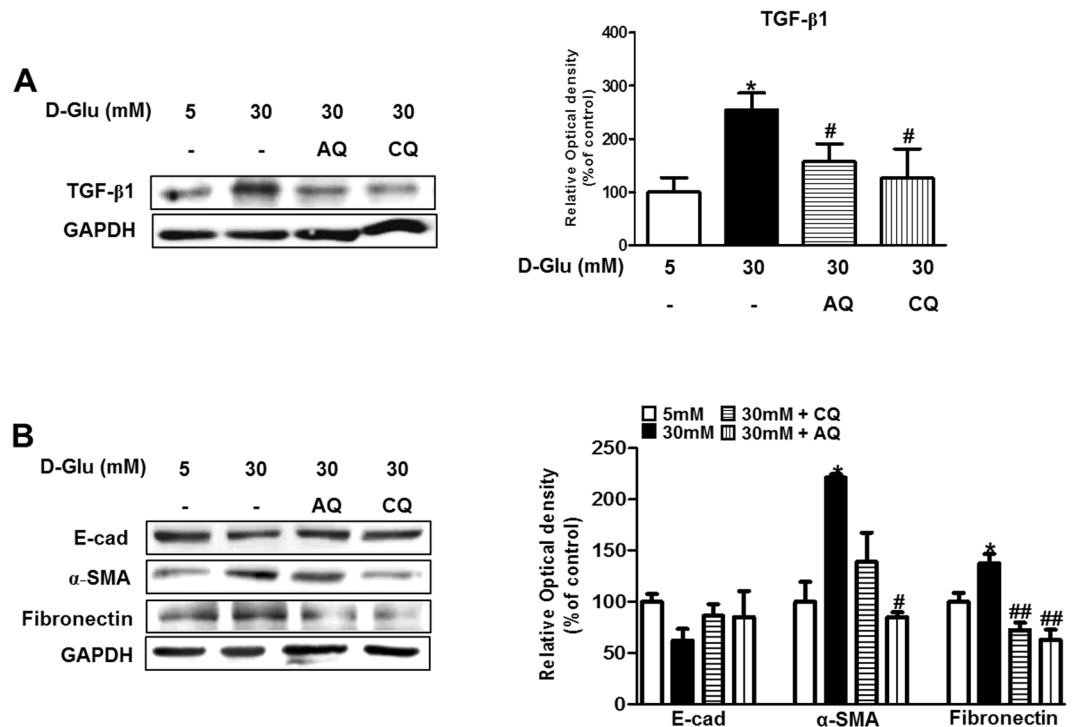 A
D-Glu (mM) 5 30 30 30
- - AQ CQ
TGF-β1
GAPDH
TGF-β1
Relative Optical density
(%of control)
400
300
200
100
0
*
#
#
D-Glu (mM) 5 30 30 30
- - AQ CQ
B
D-Glu (mM) 5 30 30 30
- - AQ CQ
E-cad
α-SMA
Fibronectin
GAPDH
5mM 30mM + CQ
30mM 30mM + AQ
Relative Optical density
(%of control)
250
200
150
100
50
0
*
#
*
##
##
E-cad α-SMA Fibronectin